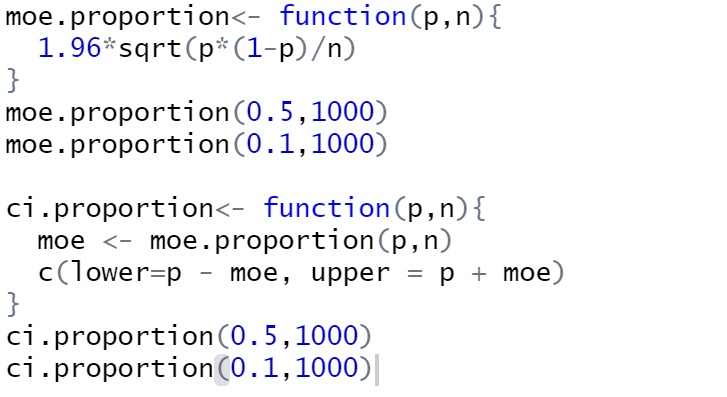 moe.proportion<- function(p,n){
  1.96*sqrt(p*(1-p)/n)
}
moe.proportion(0.5,1000)
moe.proportion(0.1,1000)

ci.proportion<- function(p,n){
  moe <- moe.proportion(p,n)
  c(lower=p - moe, upper = p + moe)
}
ci.proportion(0.5,1000)
ci.proportion(0.1,1000)